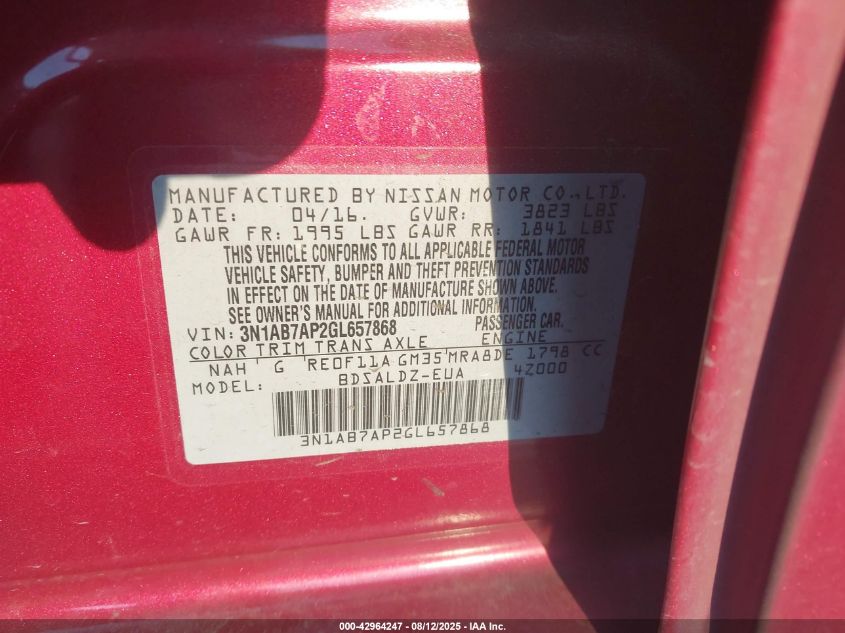 MANUFACTURED BY NISSAN MOTOR CO., LTD.
DATE: 04/16. GVWR: 3823 LBS
GAWR FR: 1995 LBS GAWR RR: 1841 LBS
THIS VEHICLE CONFORMS TO ALL APPLICABLE FEDERAL MOTOR
VEHICLE SAFETY, BUMPER AND THEFT PREVENTION STANDARDS
IN EFFECT ON THE DATE OF MANUFACTURE SHOWN ABOVE.
SEE OWNER'S MANUAL FOR ADDITIONAL INFORMATION.
VIN: 3N1AB7AP2GL657868 PASSENGER CAR.
COLOR TRIM TRANS AXLE ENGINE
NAH G RE0F11A GM35 MRA8DE 1798 CC
MODEL: BDSALDZ-EUA 4Z000
3N1AB7AP2GL657868
000-42964247 - 08/12/2025 - IAA Inc.